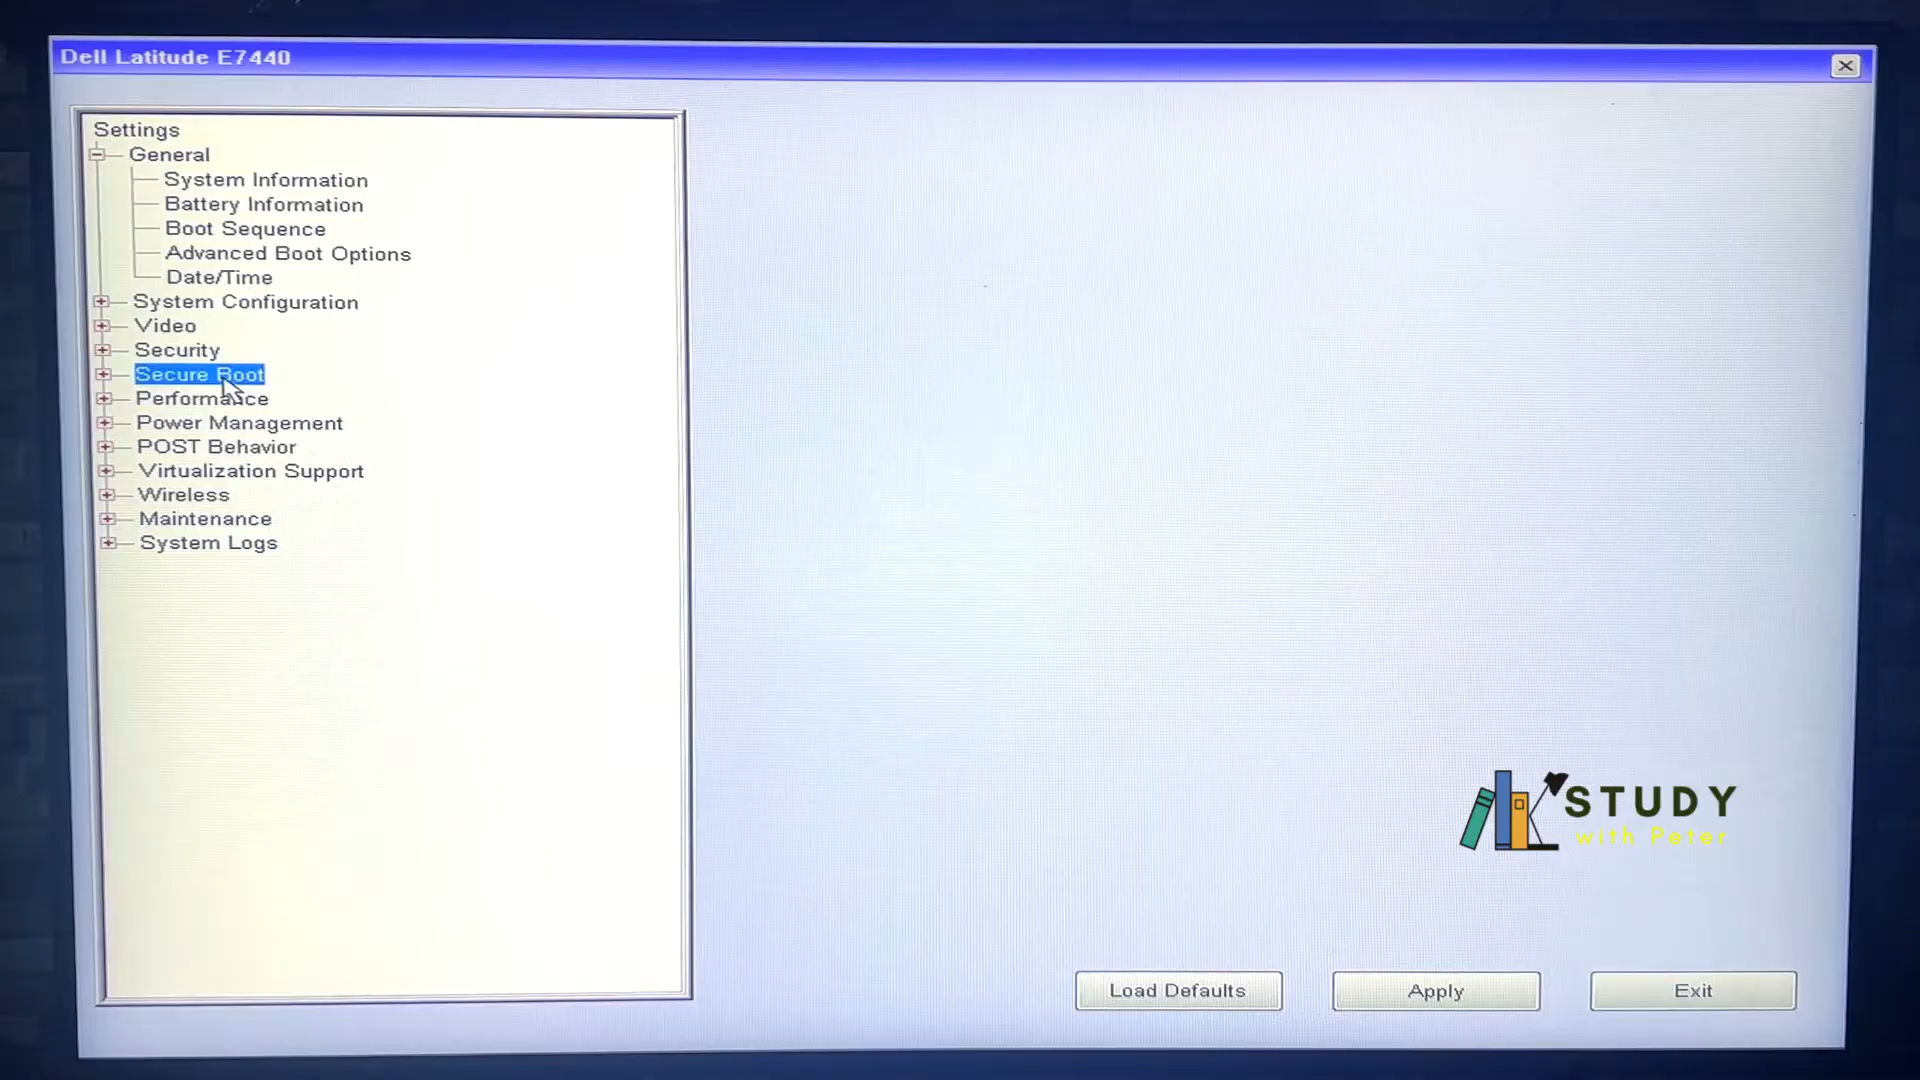 Dell Latitude E7440
Settings
General
System Information
Battery Information
Boot Sequence
Advanced Boot Options
Date/Time
System Configuration
Video
Security
Secure Boot
Performance
Power Management
POST Behavior
Virtualization Support
Wireless
Maintenance
System Logs
STUDY
with Peter
Load Defaults
Apply
Exit